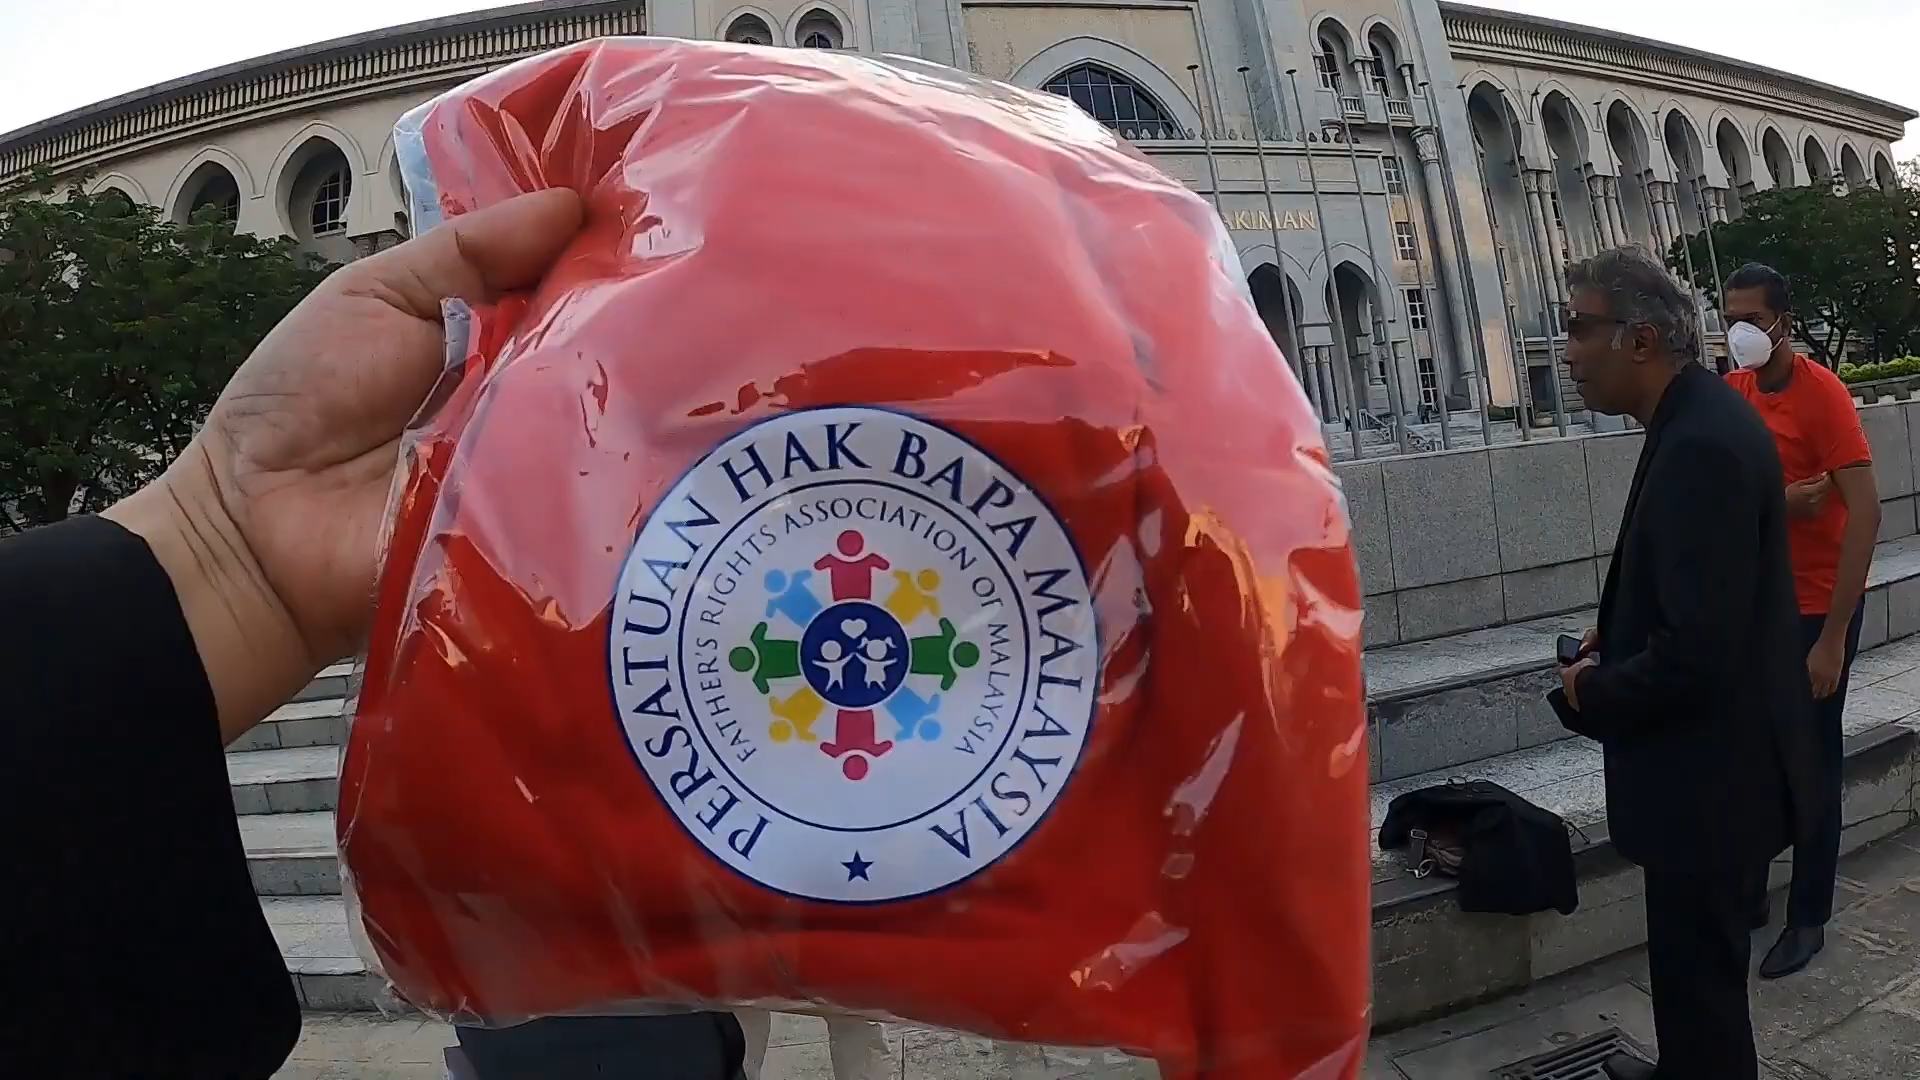 AKIMAN
PERSATUAN HAK BAPA MALAYSIA
FATHER'S RIGHTS ASSOCIATION OF MALAYSIA